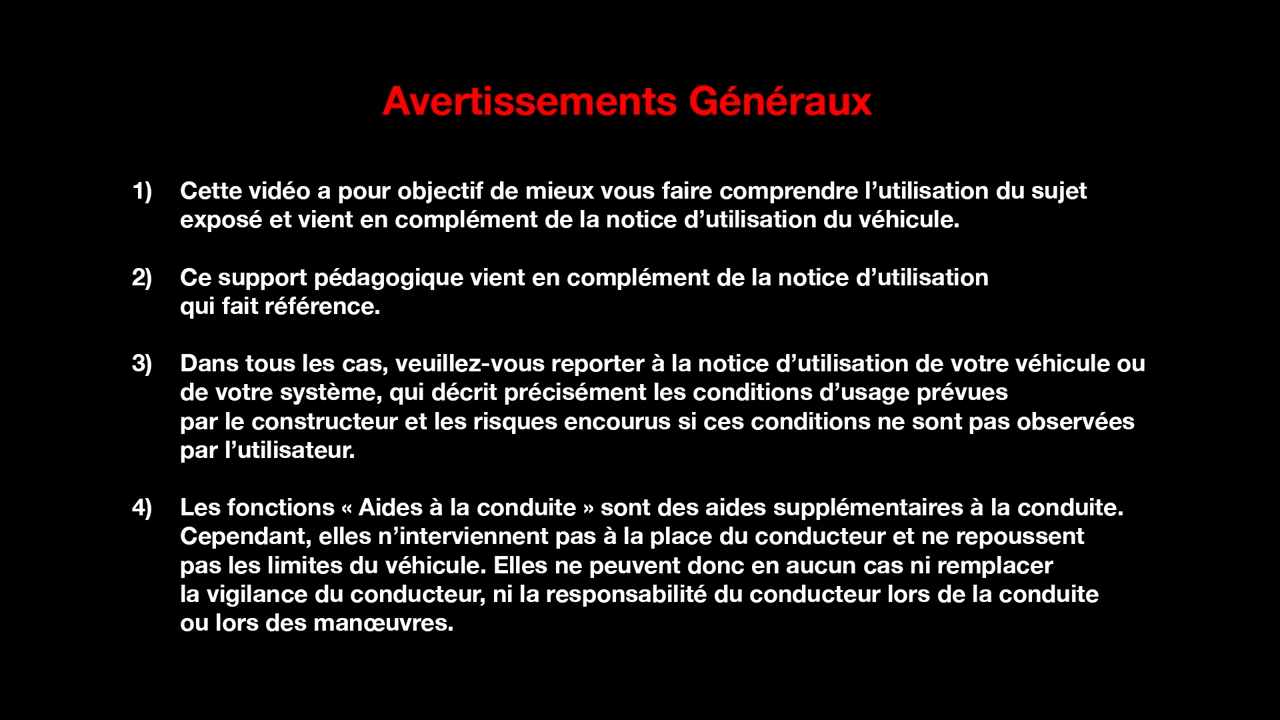 Avertissements Généraux
1) Cette vidéo a pour objectif de mieux vous faire comprendre l’utilisation du sujet
exposé et vient en complément de la notice d’utilisation du véhicule.
2) Ce support pédagogique vient en complément de la notice d’utilisation
qui fait référence.
3) Dans tous les cas, veuillez-vous reporter à la notice d’utilisation de votre véhicule ou
de votre système, qui décrit précisément les conditions d’usage prévues
par le constructeur et les risques encourus si ces conditions ne sont pas observées
par l’utilisateur.
4) Les fonctions « Aides à la conduite » sont des aides supplémentaires à la conduite.
Cependant, elles n’interviennent pas à la place du conducteur et ne repoussent
pas les limites du véhicule. Elles ne peuvent donc en aucun cas ni remplacer
la vigilance du conducteur, ni la responsabilité du conducteur lors de la conduite
ou lors des manœuvres.